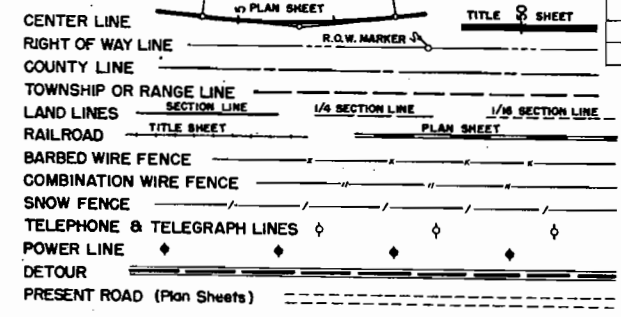 CENTER LINE 5 PLAN SHEET TITLE 50 SHEET
RIGHT OF WAY LINE R.O.W. MARKER
COUNTY LINE
TOWNSHIP OR RANGE LINE
LAND LINES SECTION LINE 1/4 SECTION LINE 1/16 SECTION LINE
RAILROAD TITLE SHEET PLAN SHEET
BARBED WIRE FENCE
COMBINATION WIRE FENCE
SNOW FENCE
TELEPHONE & TELEGRAPH LINES
POWER LINE
DETOUR
PRESENT ROAD (Plan Sheets)